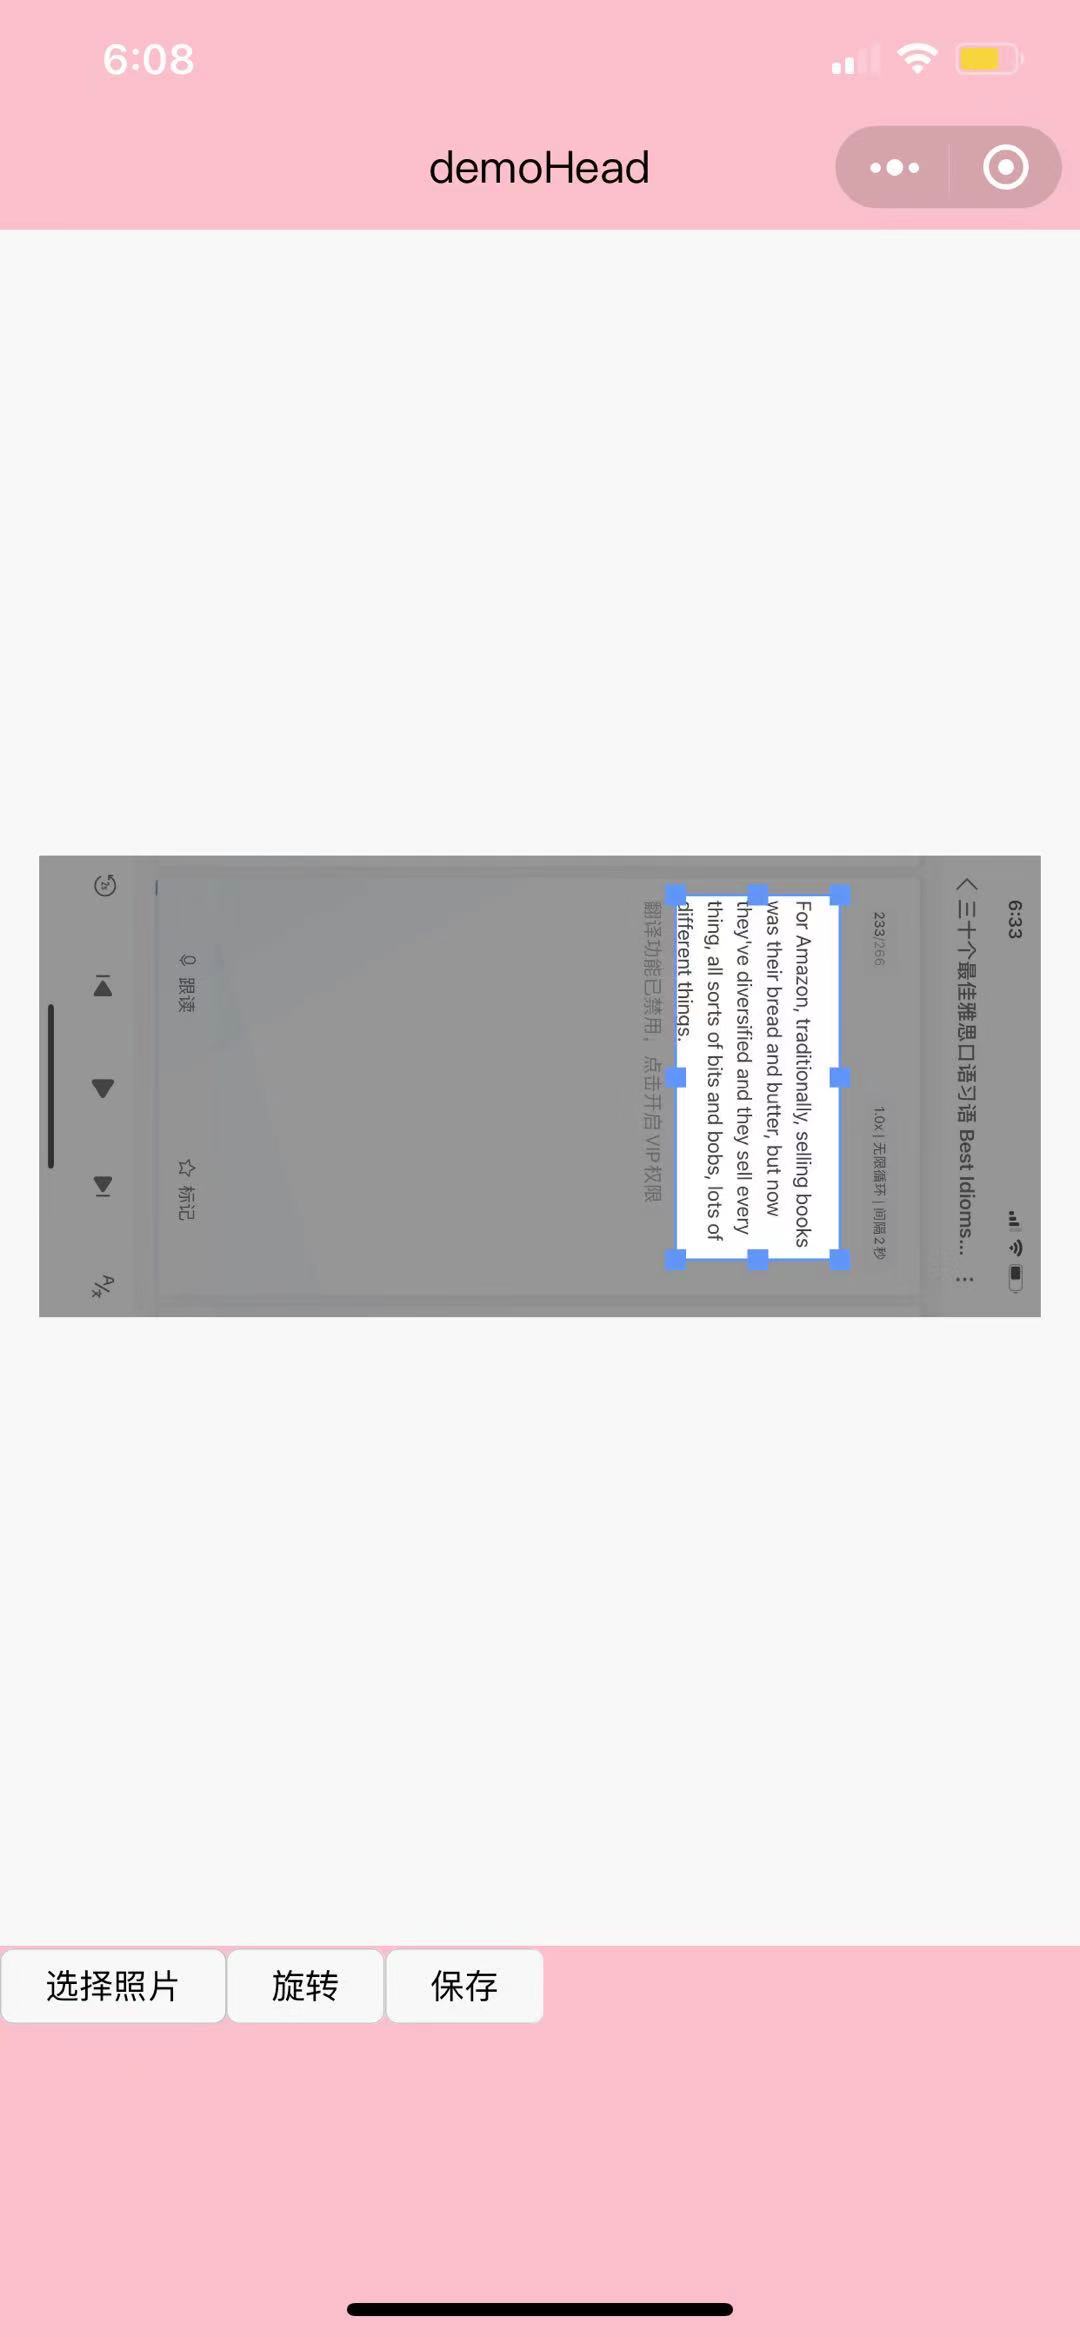 6:08
demoHead
6:33
三十个最佳雅思口语习语 Best Idioms...
233/266
1.0x | 无限循环 | 间隔 2 秒
For Amazon, traditionally, selling books
was their bread and butter, but now
they've diversified and they sell every
thing, all sorts of bits and bobs, lots of
different things.
翻译功能已禁用，点击开启 VIP 权限
跟读
标记
2s
选择照片
旋转
保存